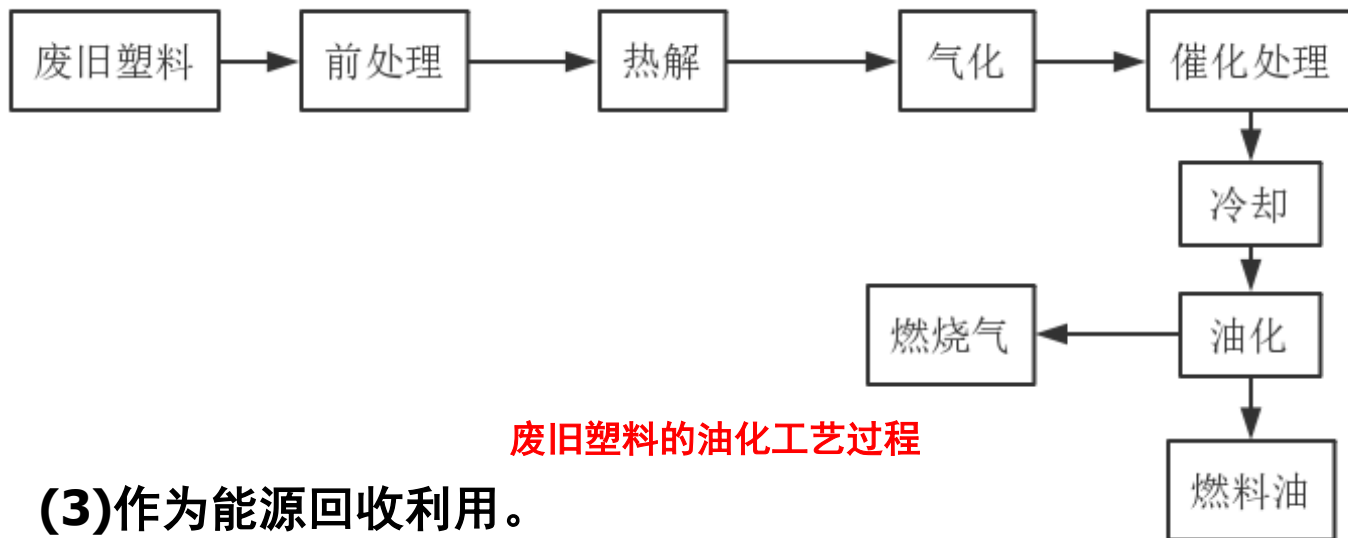 废旧塑料
前处理
热解
气化
催化处理
冷却
燃烧气
油化
废旧塑料的油化工艺过程
燃料油
(3)作为能源回收利用。